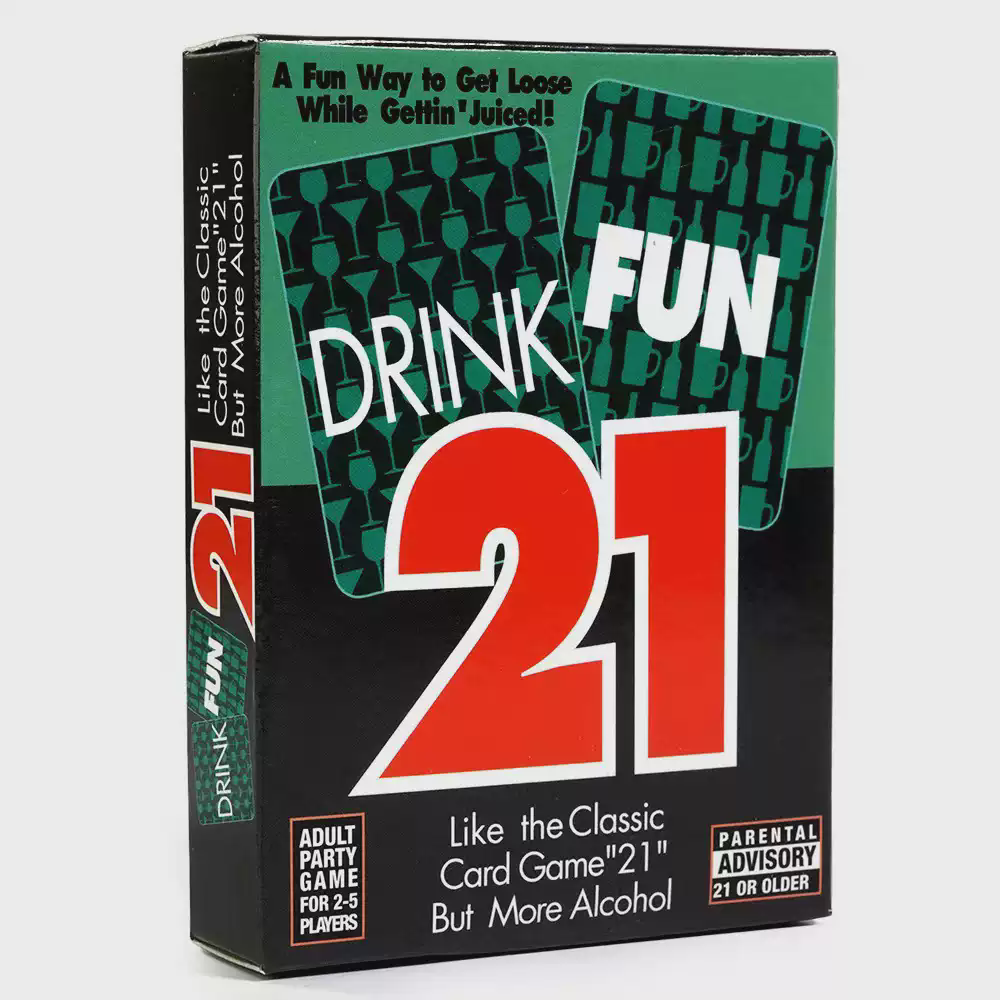 A Fun Way to Get Loose
While Gettin' Juiced!
DRINK
FUN
21
ADULT
PARTY
GAME
FOR 2-5
PLAYERS
Like the Classic
Card Game"21"
But More Alcohol
PARENTAL
ADVISORY
21 OR OLDER
Like the Classic
Card Game"21"
But More Alcohol
21
DRINK FUN